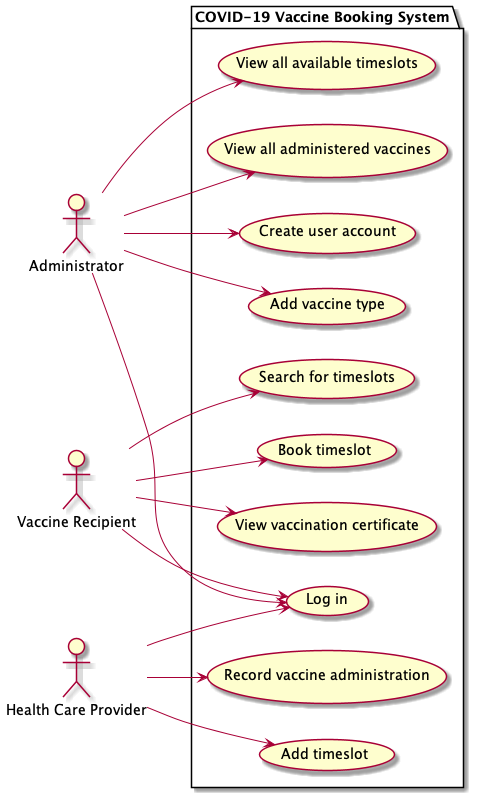 COVID-19 Vaccine Booking System
View all available timeslots
View all administered vaccines
Create user account
Administrator
Add vaccine type
Search for timeslots
Book timeslot
Vaccine Recipient
View vaccination certificate
Log in
Record vaccine administration
Health Care Provider
Add timeslot